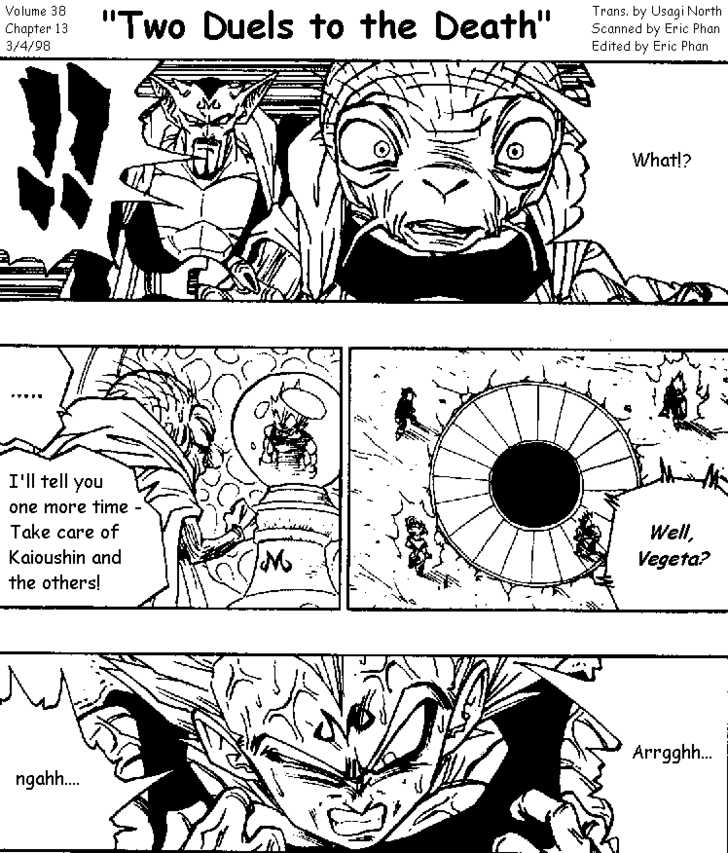 Volume 38
Chapter 13
3/4/98
"Two Duels to the Death"
Trans. by Usagi North
Scanned by Eric Phan
Edited by Eric Phan
What!?
.....
I'll tell you
one more time -
Take care of
Kaioushin and
the others!
Well,
Vegeta?
ngahh....
Arrgghh...